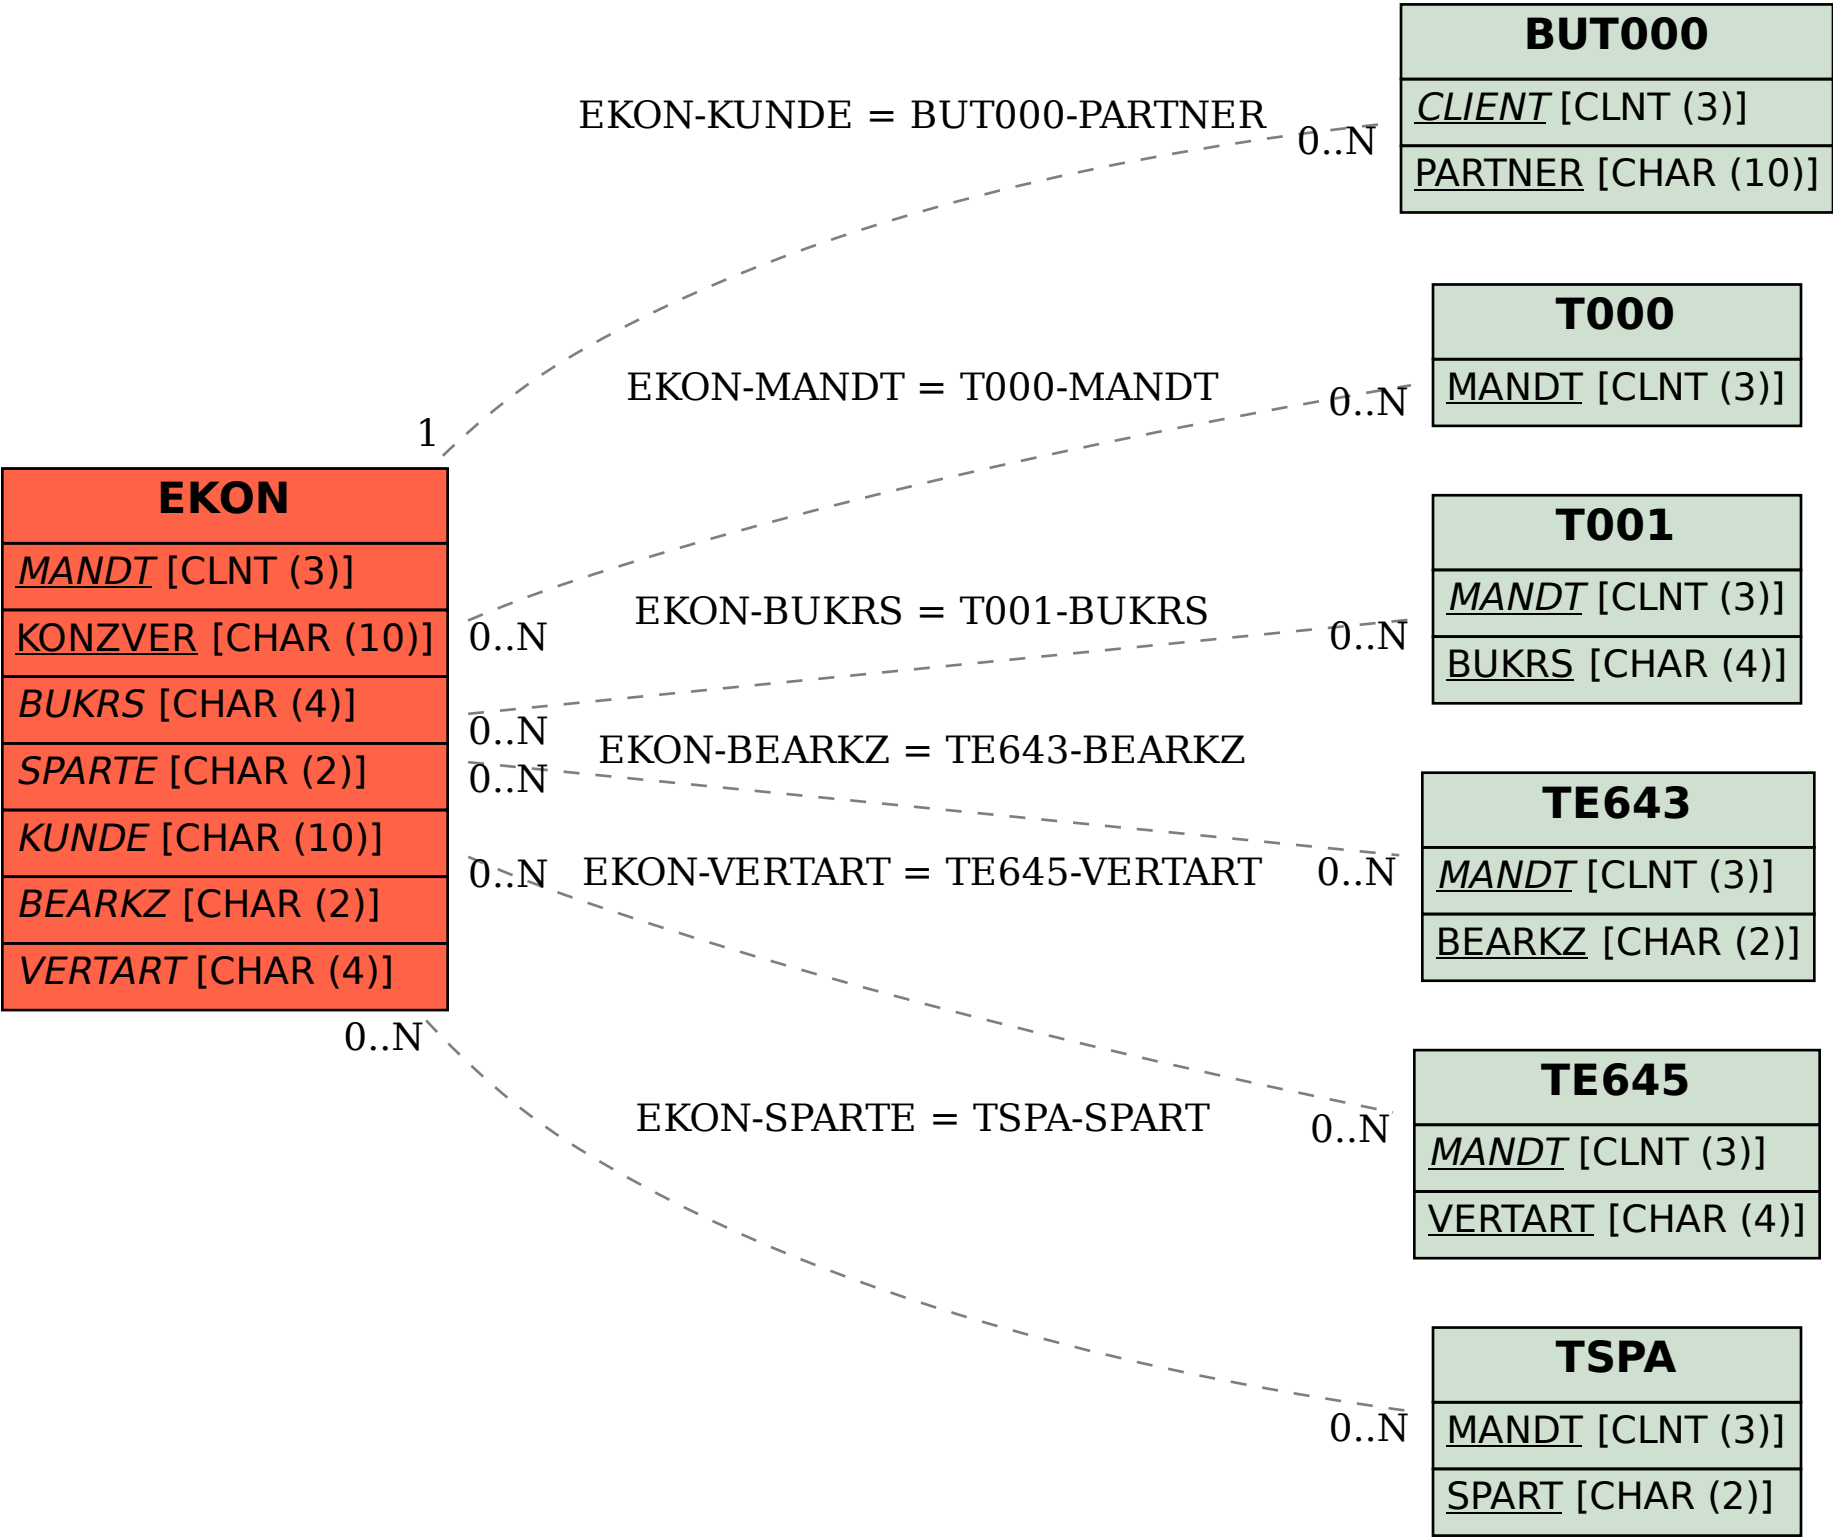 BUT000
CLIENT [CLNT (3)]
PARTNER [CHAR (10)]
EKON-KUNDE = BUT000-PARTNER
0..N
1
T000
MANDT [CLNT (3)]
EKON-MANDT = T000-MANDT
0..N
0..N
EKON
MANDT [CLNT (3)]
KONZVER [CHAR (10)]
BUKRS [CHAR (4)]
SPARTE [CHAR (2)]
KUNDE [CHAR (10)]
BEARKZ [CHAR (2)]
VERTART [CHAR (4)]
T001
MANDT [CLNT (3)]
BUKRS [CHAR (4)]
EKON-BUKRS = T001-BUKRS
0..N
0..N
EKON-BEARKZ = TE643-BEARKZ
0..N
0..N
TE643
MANDT [CLNT (3)]
BEARKZ [CHAR (2)]
EKON-VERTART = TE645-VERTART
0..N
0..N
TE645
MANDT [CLNT (3)]
VERTART [CHAR (4)]
EKON-SPARTE = TSPA-SPART
0..N
0..N
TSPA
MANDT [CLNT (3)]
SPART [CHAR (2)]